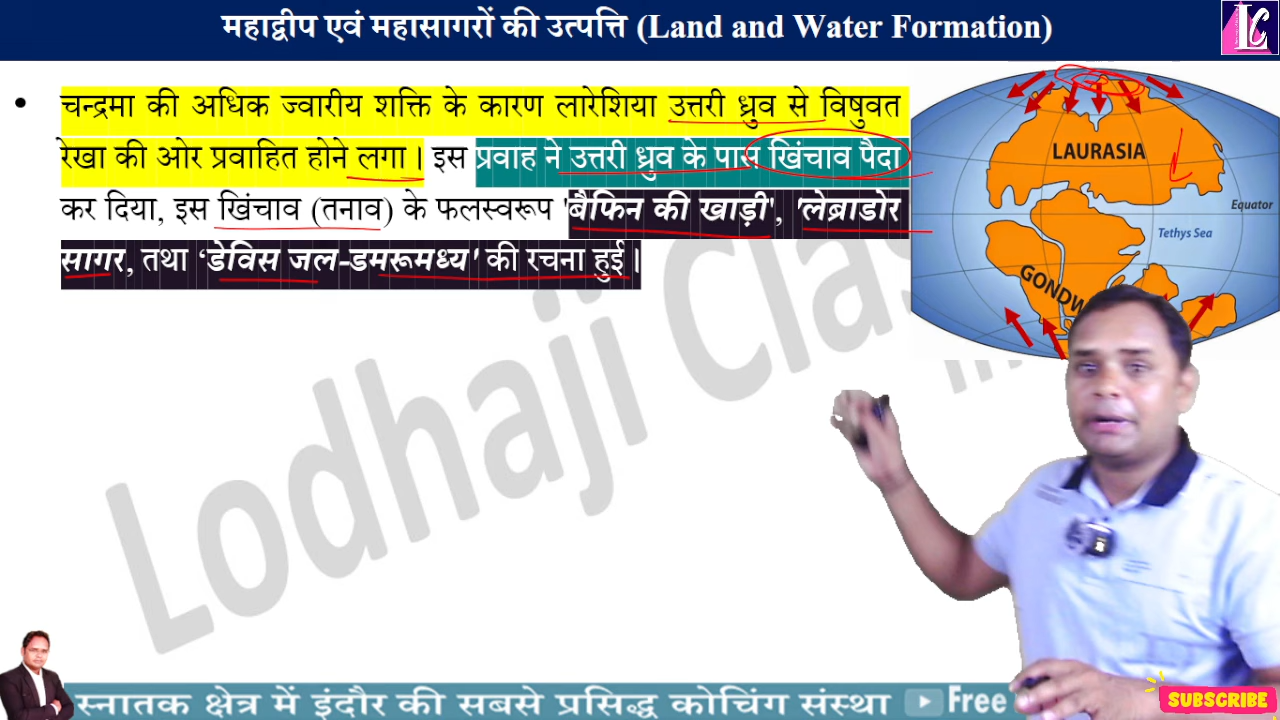 महाद्वीप एवं महासागरों की उत्पत्ति (Land and Water Formation)
LC
• चन्द्रमा की अधिक ज्वारीय शक्ति के कारण लारेशिया उत्तरी ध्रुव से विषुवत
रेखा की ओर प्रवाहित होने लगा। इस प्रवाह ने उत्तरी ध्रुव के पास खिंचाव पैदा
कर दिया, इस खिंचाव (तनाव) के फलस्वरूप 'बैफिन की खाड़ी', 'लेब्राडोर
सागर, तथा ‘डेविस जल-डमरूमध्य' की रचना हुई।
LAURASIA
Equator
Tethys Sea
Lodhaji Clas
स्नातक क्षेत्र में इंदौर की सबसे प्रसिद्ध कोचिंग संस्था Free
SUBSCRIBE